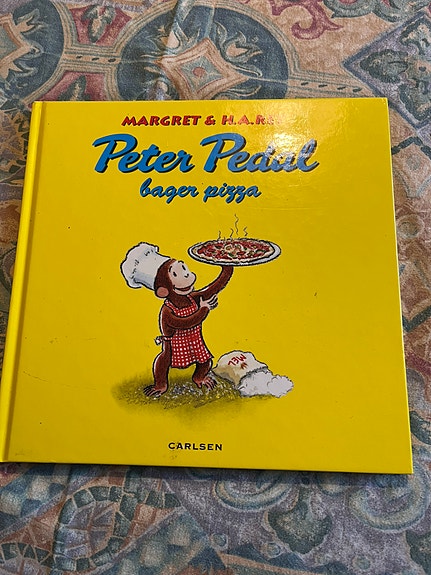 MARGRET & H.A.
Peter Pedal
bager pizza
MEL
CARLSEN